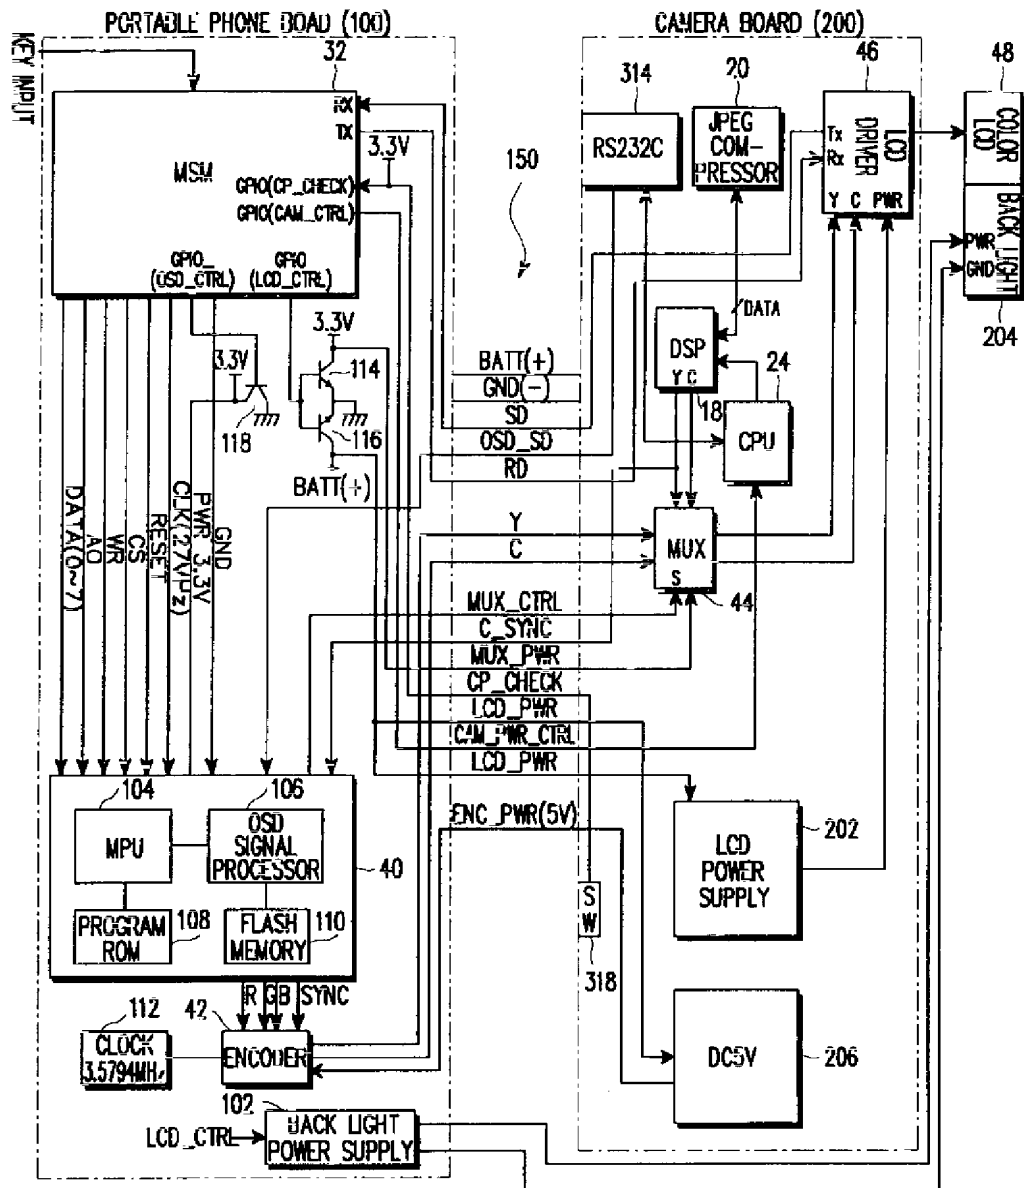 PORTABLE PHONE BOAD (100)
CAMERA BOARD (200)
KEY INPUT
32
314
20
46
48
RX
TX
3.3V
MSM
GPIO(CP_CHECK)
GPIO(CAM_CTRL)
GPIO_
(OSD_CTRL)
GPIO
(LCD_CTRL)
150
RS232C
JPEG
COM-
PRESSOR
Tx
Rx
LCD
DRIVER
Y C PWR
COLOR
LCD
BACK LIGHT
PWR
GND
204
DATA
DSP
Y C
18
24
CPU
3.3V
3.3V
114
116
118
BATT(+)
BATT(+)
GND(-)
SD
OSD_SD
RD
DATA(0~7)
AO
WR
CS
RESET
CLK(27MHz)
PWR 3.3V
GND
Y
C
MUX
S
44
MUX_CTRL
C_SYNC
MUX_PWR
CP_CHECK
LCD_PWR
CAM_PWR_CTRL
LCD_PWR
ENC_PWR(5V)
104
106
MPU
OSD
SIGNAL
PROCESSOR
40
PROGRAM
ROM
108
FLASH
MEMORY
110
LCD
POWER
SUPPLY
202
SW
318
R GB SYNC
112
42
CLOCK
3.5794MHz
ENCODER
DC5V
206
102
LCD_CTRL
BACK LIGHT
POWER SUPPLY